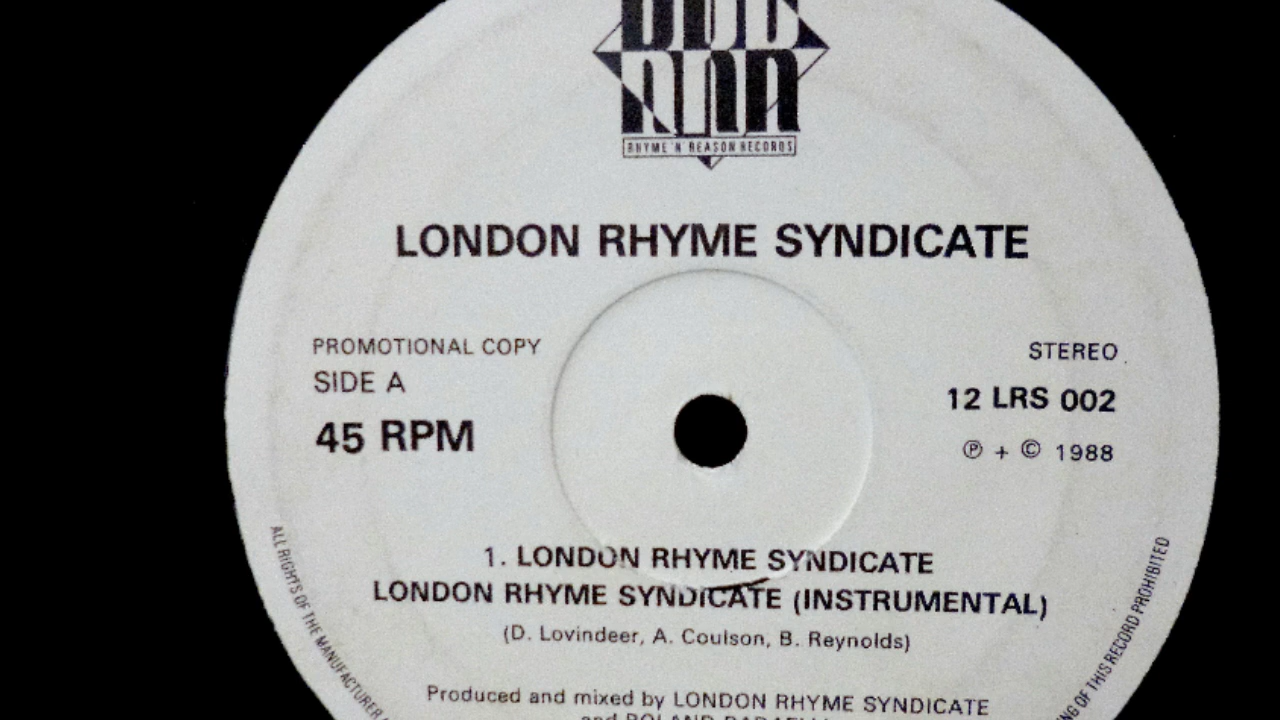 RHYME 'N' REASON RECORDS
LONDON RHYME SYNDICATE
PROMOTIONAL COPY
SIDE A
45 RPM
STEREO
12 LRS 002
℗ + © 1988
1. LONDON RHYME SYNDICATE
LONDON RHYME SYNDICATE (INSTRUMENTAL)
(D. Lovindeer, A. Coulson, B. Reynolds)
Produced and mixed by LONDON RHYME SYNDICATE
and
ALL RIGHTS OF THE MANUFACTURER
OF THIS RECORD PROHIBITED